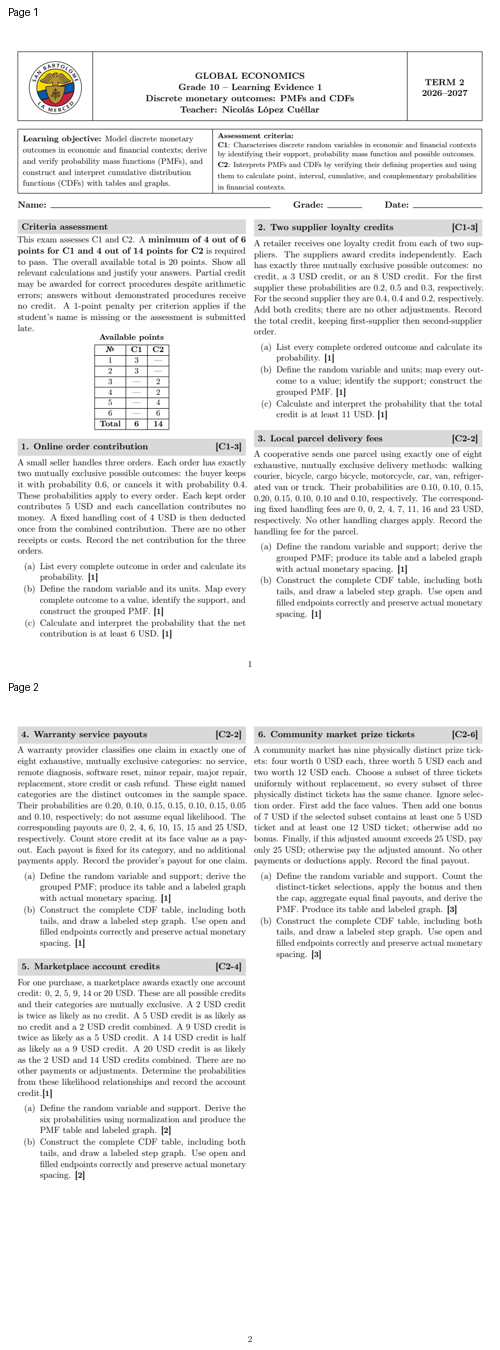 Page 1
SAN BARTOLOMÉ
LA MERCED
GLOBAL ECONOMICS
Grade 10 – Learning Evidence 1
Discrete monetary outcomes: PMFs and CDFs
Teacher: Nicolás López Cuéllar
TERM 2
2026–2027
Learning objective: Model discrete monetary
outcomes in economic and financial contexts; derive
and verify probability mass functions (PMFs), and
construct and interpret cumulative distribution
functions (CDFs) with tables and graphs.
Assessment criteria:
C1: Characterises discrete random variables in economic and financial contexts
by identifying their support, probability mass function and possible outcomes.
C2: Interprets PMFs and CDFs by verifying their defining properties and using
them to calculate point, interval, cumulative, and complementary probabilities
in financial contexts.
Name: Grade: Date:
Criteria assessment
This exam assesses C1 and C2. A minimum of 4 out of 6
points for C1 and 4 out of 14 points for C2 is required
to pass. The overall available total is 20 points. Show all
relevant calculations and justify your answers. Partial credit
may be awarded for correct procedures despite arithmetic
errors; answers without demonstrated procedures receive
no credit. A 1-point penalty per criterion applies if the
student's name is missing or the assessment is submitted
late.
Available points
№ C1 C2
1 3 —
2 3 —
3 — 2
4 — 2
5 — 4
6 — 6
Total 6 14
1. Online order contribution [C1-3]
A small seller handles three orders. Each order has exactly
two mutually exclusive possible outcomes: the buyer keeps
it with probability 0.6, or cancels it with probability 0.4.
These probabilities apply to every order. Each kept order
contributes 5 USD and each cancellation contributes no
money. A fixed handling cost of 4 USD is then deducted
once from the combined contribution. There are no other
receipts or costs. Record the net contribution for the three
orders.
(a) List every complete outcome in order and calculate its
probability. [1]
(b) Define the random variable and its units. Map every
complete outcome to a value, identify the support, and
construct the grouped PMF. [1]
(c) Calculate and interpret the probability that the net
contribution is at least 6 USD. [1]
2. Two supplier loyalty credits [C1-3]
A retailer receives one loyalty credit from each of two sup-
pliers. The suppliers award credits independently. Each
has exactly three mutually exclusive possible outcomes: no
credit, a 3 USD credit, or an 8 USD credit. For the first
supplier these probabilities are 0.2, 0.5 and 0.3, respectively.
For the second supplier they are 0.4, 0.4 and 0.2, respectively.
Add both credits; there are no other adjustments. Record
the total credit, keeping first-supplier then second-supplier
order.
(a) List every complete ordered outcome and calculate its
probability. [1]
(b) Define the random variable and units; map every out-
come to a value; identify the support; construct the
grouped PMF. [1]
(c) Calculate and interpret the probability that the total
credit is at least 11 USD. [1]
3. Local parcel delivery fees [C2-2]
A cooperative sends one parcel using exactly one of eight
exhaustive, mutually exclusive delivery methods: walking
courier, bicycle, cargo bicycle, motorcycle, car, van, refriger-
ated van or truck. Their probabilities are 0.10, 0.10, 0.15,
0.20, 0.15, 0.10, 0.10 and 0.10, respectively. The correspond-
ing fixed handling fees are 0, 0, 2, 4, 7, 11, 16 and 23 USD,
respectively. No other handling charges apply. Record the
handling fee for the parcel.
(a) Define the random variable and support; derive the
grouped PMF; produce its table and a labeled graph
with actual monetary spacing. [1]
(b) Construct the complete CDF table, including both
tails, and draw a labeled step graph. Use open and
filled endpoints correctly and preserve actual monetary
spacing. [1]
1
Page 2
4. Warranty service payouts [C2-2]
A warranty provider classifies one claim in exactly one of
eight exhaustive, mutually exclusive categories: no service,
remote diagnosis, software reset, minor repair, major repair,
replacement, store credit or cash refund. These eight named
categories are the distinct outcomes in the sample space.
Their probabilities are 0.20, 0.10, 0.15, 0.15, 0.10, 0.15, 0.05
and 0.10, respectively; do not assume equal likelihood. The
corresponding payouts are 0, 2, 4, 6, 10, 15, 15 and 25 USD,
respectively. Count store credit at its face value as a pay-
out. Each payout is fixed for its category, and no additional
payments apply. Record the provider's payout for one claim.
(a) Define the random variable and support; derive the
grouped PMF; produce its table and a labeled graph
with actual monetary spacing. [1]
(b) Construct the complete CDF table, including both
tails, and draw a labeled step graph. Use open and
filled endpoints correctly and preserve actual monetary
spacing. [1]
5. Marketplace account credits [C2-4]
For one purchase, a marketplace awards exactly one account
credit: 0, 2, 5, 9, 14 or 20 USD. These are all possible credits
and their categories are mutually exclusive. A 2 USD credit
is twice as likely as no credit. A 5 USD credit is as likely as
no credit and a 2 USD credit combined. A 9 USD credit is
twice as likely as a 5 USD credit. A 14 USD credit is half
as likely as a 9 USD credit. A 20 USD credit is as likely
as the 2 USD and 14 USD credits combined. There are no
other payments or adjustments. Determine the probabilities
from these likelihood relationships and record the account
credit.[1]
(a) Define the random variable and support. Derive the
six probabilities using normalization and produce the
PMF table and labeled graph. [2]
(b) Construct the complete CDF table, including both
tails, and draw a labeled step graph. Use open and
filled endpoints correctly and preserve actual monetary
spacing. [2]
6. Community market prize tickets [C2-6]
A community market has nine physically distinct prize tick-
ets: four worth 0 USD each, three worth 5 USD each and
two worth 12 USD each. Choose a subset of three tickets
uniformly without replacement, so every subset of three
physically distinct tickets has the same chance. Ignore selec-
tion order. First add the face values. Then add one bonus
of 7 USD if the selected subset contains at least one 5 USD
ticket and at least one 12 USD ticket; otherwise add no
bonus. Finally, if this adjusted amount exceeds 25 USD, pay
only 25 USD; otherwise pay the adjusted amount. No other
payments or deductions apply. Record the final payout.
(a) Define the random variable and support. Count the
distinct-ticket selections, apply the bonus and then
the cap, aggregate equal final payouts, and derive the
PMF. Produce its table and labeled graph. [3]
(b) Construct the complete CDF table, including both
tails, and draw a labeled step graph. Use open and
filled endpoints correctly and preserve actual monetary
spacing. [3]
2